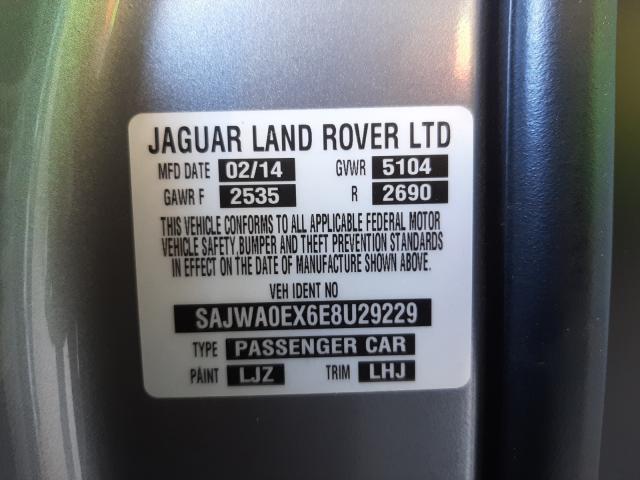 JAGUAR LAND ROVER LTD
MFD DATE 02/14 GVWR 5104
GAWR F 2535 R 2690
THIS VEHICLE CONFORMS TO ALL APPLICABLE FEDERAL MOTOR
VEHICLE SAFETY, BUMPER AND THEFT PREVENTION STANDARDS
IN EFFECT ON THE DATE OF MANUFACTURE SHOWN ABOVE.
VEH IDENT NO
SAJWA0EX6E8U29229
TYPE PASSENGER CAR
PAINT LJZ TRIM LHJ